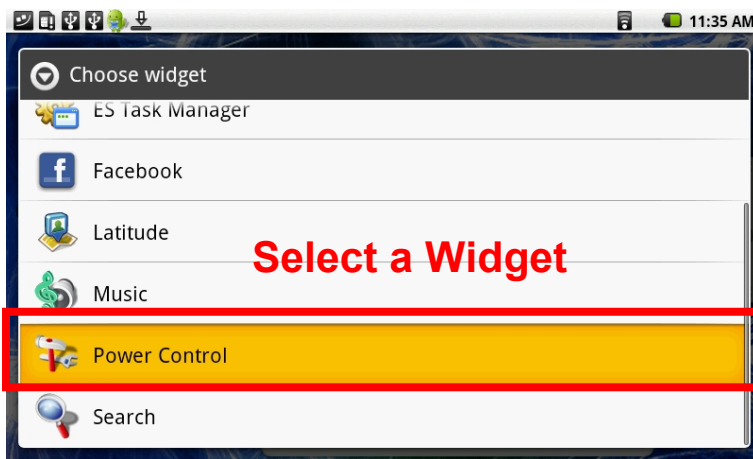 11:35 AM
Choose widget
ES Task Manager
Facebook
Latitude
Select a Widget
Music
Power Control
Search